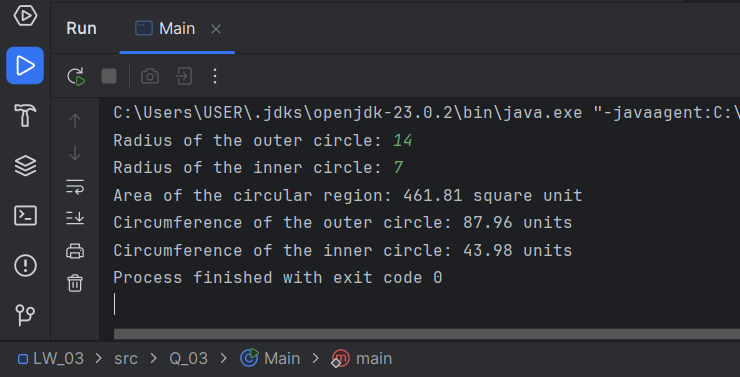 Run Main
C:\Users\USER\.jdks\openjdk-23.0.2\bin\java.exe "-javaagent:C:\
Radius of the outer circle: 14
Radius of the inner circle: 7
Area of the circular region: 461.81 square unit
Circumference of the outer circle: 87.96 units
Circumference of the inner circle: 43.98 units
Process finished with exit code 0
LW_03 > src > Q_03 > Main > main